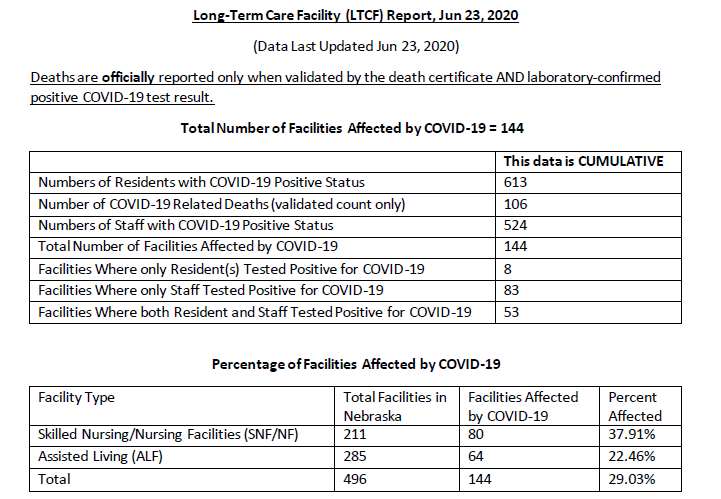 Long-Term Care Facility (LTCF) Report, Jun 23, 2020
(Data Last Updated Jun 23, 2020)
Deaths are officially reported only when validated by the death certificate AND laboratory-confirmed
positive COVID-19 test result.
Total Number of Facilities Affected by COVID-19 = 144
This data is CUMULATIVE
Numbers of Residents with COVID-19 Positive Status 613
Number of COVID-19 Related Deaths (validated count only) 106
Numbers of Staff with COVID-19 Positive Status 524
Total Number of Facilities Affected by COVID-19 144
Facilities Where only Resident(s) Tested Positive for COVID-19 8
Facilities Where only Staff Tested Positive for COVID-19 83
Facilities Where both Resident and Staff Tested Positive for COVID-19 53
Percentage of Facilities Affected by COVID-19
Facility Type Total Facilities in Facilities Affected Percent
Nebraska by COVID-19 Affected
Skilled Nursing/Nursing Facilities (SNF/NF) 211 80 37.91%
Assisted Living (ALF) 285 64 22.46%
Total 496 144 29.03%